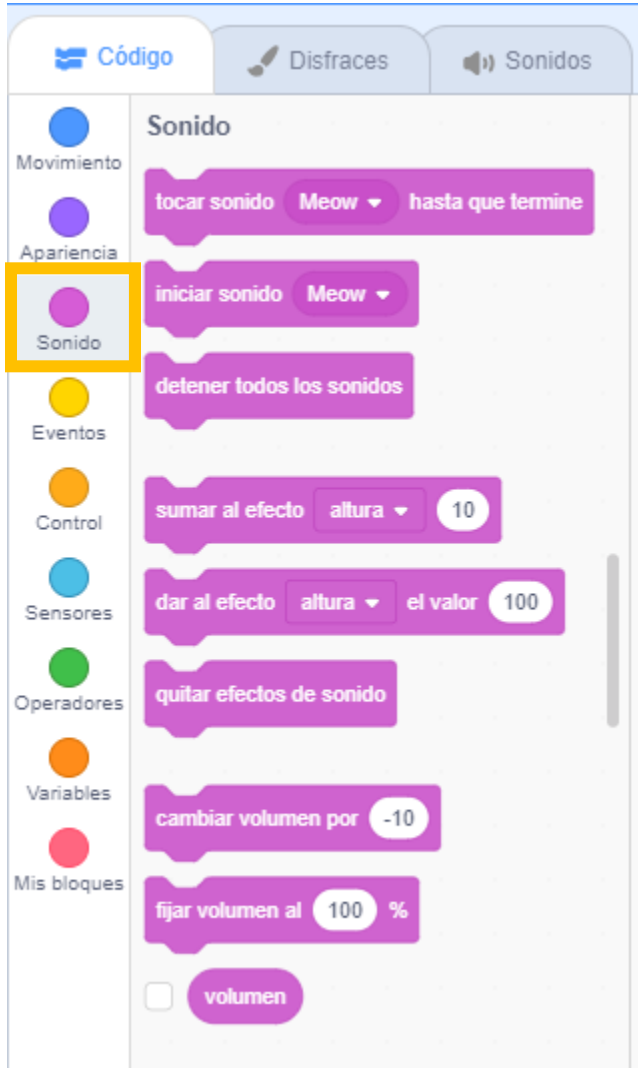 Código
Disfraces
Sonidos
Movimiento
Apariencia
Sonido
Eventos
Control
Sensores
Operadores
Variables
Mis bloques
Sonido
tocar sonido Meow hasta que termine
iniciar sonido Meow
detener todos los sonidos
sumar al efecto altura 10
dar al efecto altura el valor 100
quitar efectos de sonido
cambiar volumen por -10
fijar volumen al 100 %
volumen